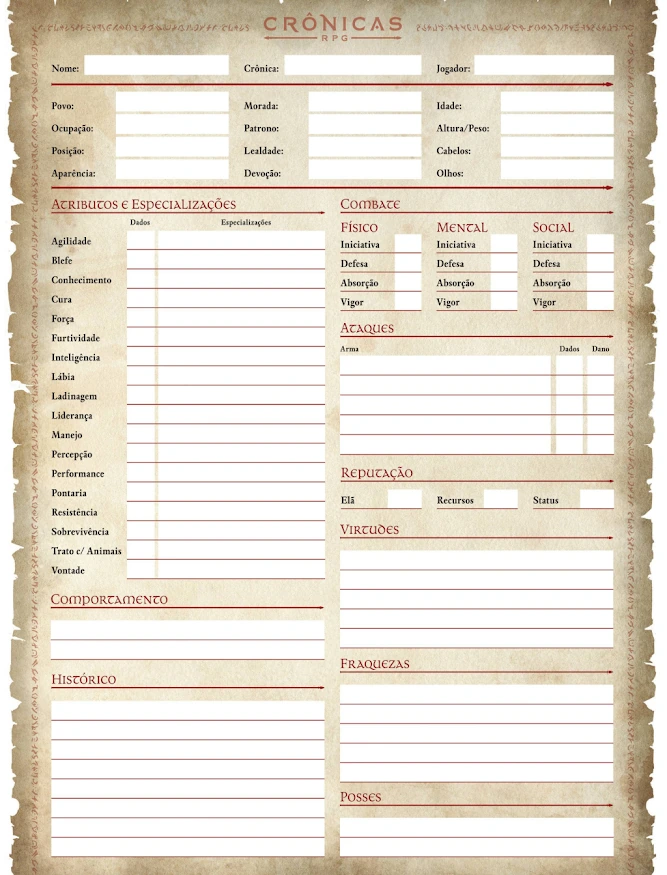 CRÔNICAS
RPG
Nome: Crônica: Jogador:
Povo: Morada: Idade:
Ocupação: Patrono: Altura/Peso:
Posição: Lealdade: Cabelos:
Aparência: Devoção: Olhos:
Atributos e Especializações
Dados Especializações
Agilidade
Blefe
Conhecimento
Cura
Força
Furtividade
Inteligência
Lábia
Ladinagem
Liderança
Manejo
Percepção
Performance
Pontaria
Resistência
Sobrevivência
Trato c/ Animais
Vontade
Comportamento
Histórico
Combate
Físico Mental Social
Iniciativa Iniciativa Iniciativa
Defesa Defesa Defesa
Absorção Absorção Absorção
Vigor Vigor Vigor
Ataques
Arma Dados Dano
Reputação
Elã Recursos Status
Virtudes
Fraquezas
Posses